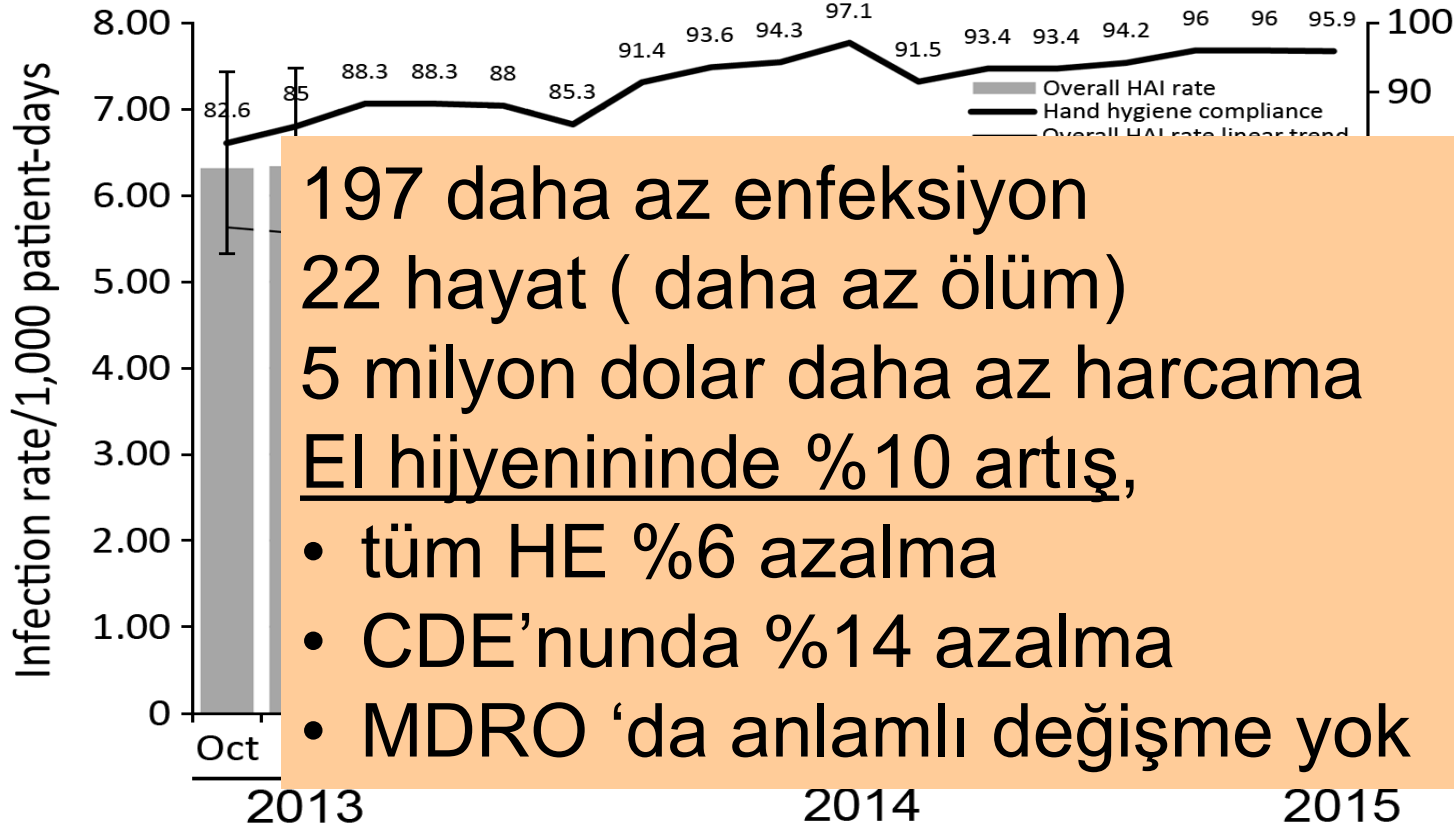 Infection rate/1,000 patient-days
8.00
7.00
6.00
5.00
4.00
3.00
2.00
1.00
0
82.6
85
88.3
88.3
88
85.3
91.4
93.6
94.3
97.1
91.5
93.4
93.4
94.2
96
96
95.9
100
90
Overall HAI rate
Hand hygiene compliance
Overall HAI rate linear trend
197 daha az enfeksiyon
22 hayat ( daha az ölüm)
5 milyon dolar daha az harcama
El hijyenininde %10 artış,
• tüm HE %6 azalma
• CDE’nunda %14 azalma
• MDRO ‘da anlamlı değişme yok
Oct
2013
2014
2015